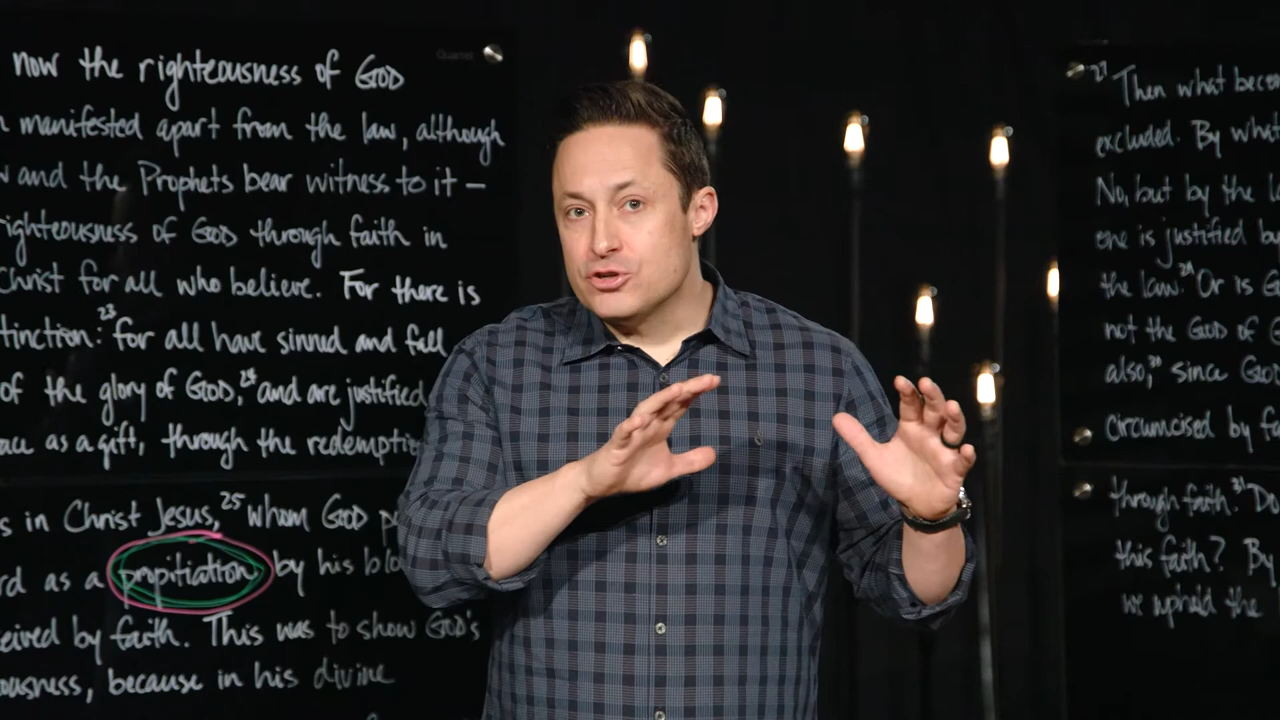 now the righteousness of God
manifested apart from the law, although
and the Prophets bear witness to it —
righteousness of God through faith in
Christ for all who believe. For there is
tinction: 23 for all have sinned and fall
of the glory of God, 24 and are justified
as a gift, through the redemptio
in Christ Jesus, 25 whom God p
as a propitiation by his blo
eived by faith. This was to show God's
ousness, because in his divine
Quartet
27 Then what beco
excluded. By what
No, but by the l
one is justified by
the law. 29 Or is G
not the God of G
also, 30 since God
circumcised by fa
through faith. 31 Do
this faith? By
we uphold the